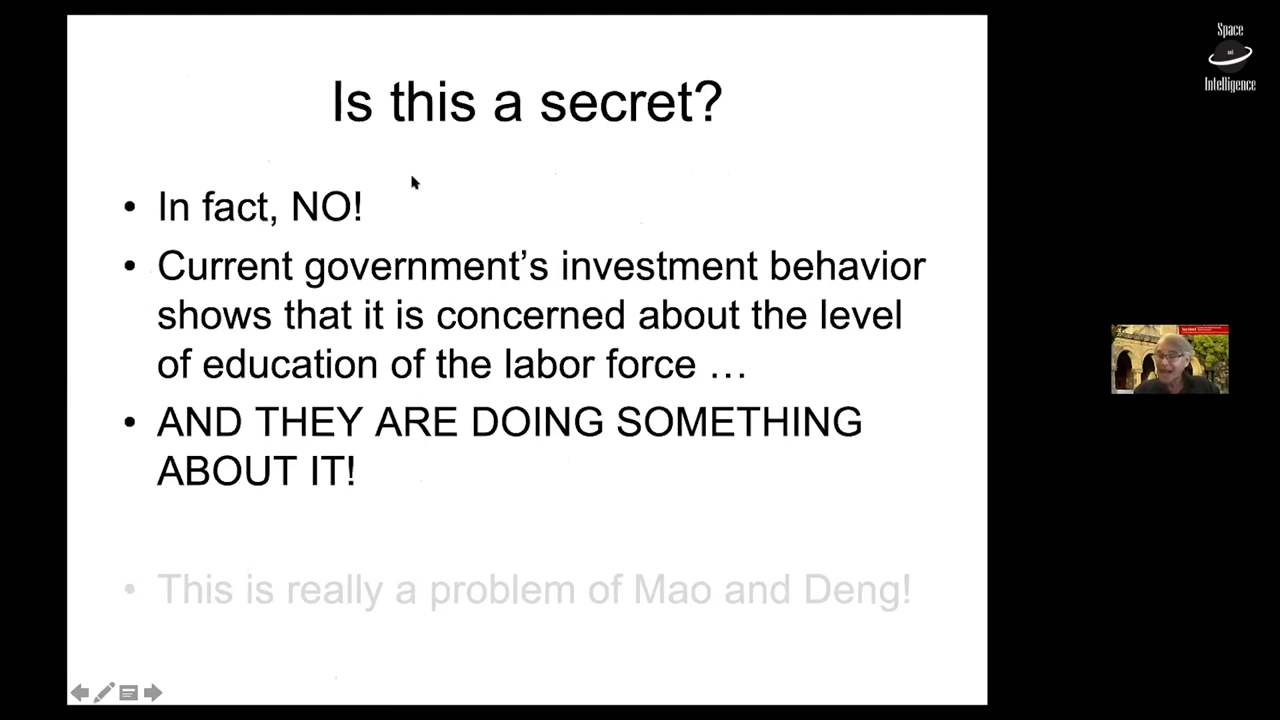 Is this a secret?
• In fact, NO!
• Current government's investment behavior
shows that it is concerned about the level
of education of the labor force …
• AND THEY ARE DOING SOMETHING
ABOUT IT!
• This is really a problem of Mao and Deng!
Space
and
Intelligence